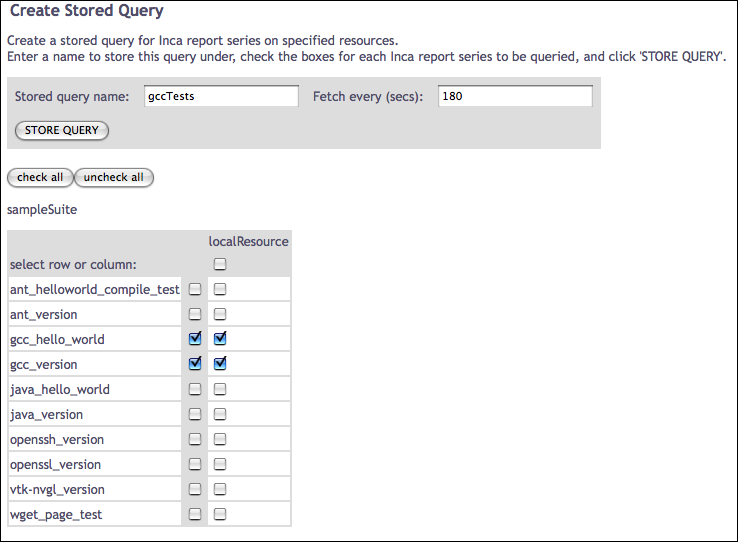 Create Stored Query
Create a stored query for Inca report series on specified resources.
Enter a name to store this query under, check the boxes for each Inca report series to be queried, and click 'STORE QUERY'.
Stored query name: gccTests Fetch every (secs): 180
STORE QUERY
check all uncheck all
sampleSuite
localResource
select row or column:
ant_helloworld_compile_test
ant_version
gcc_hello_world
gcc_version
java_hello_world
java_version
openssh_version
openssl_version
vtk-nvgl_version
wget_page_test